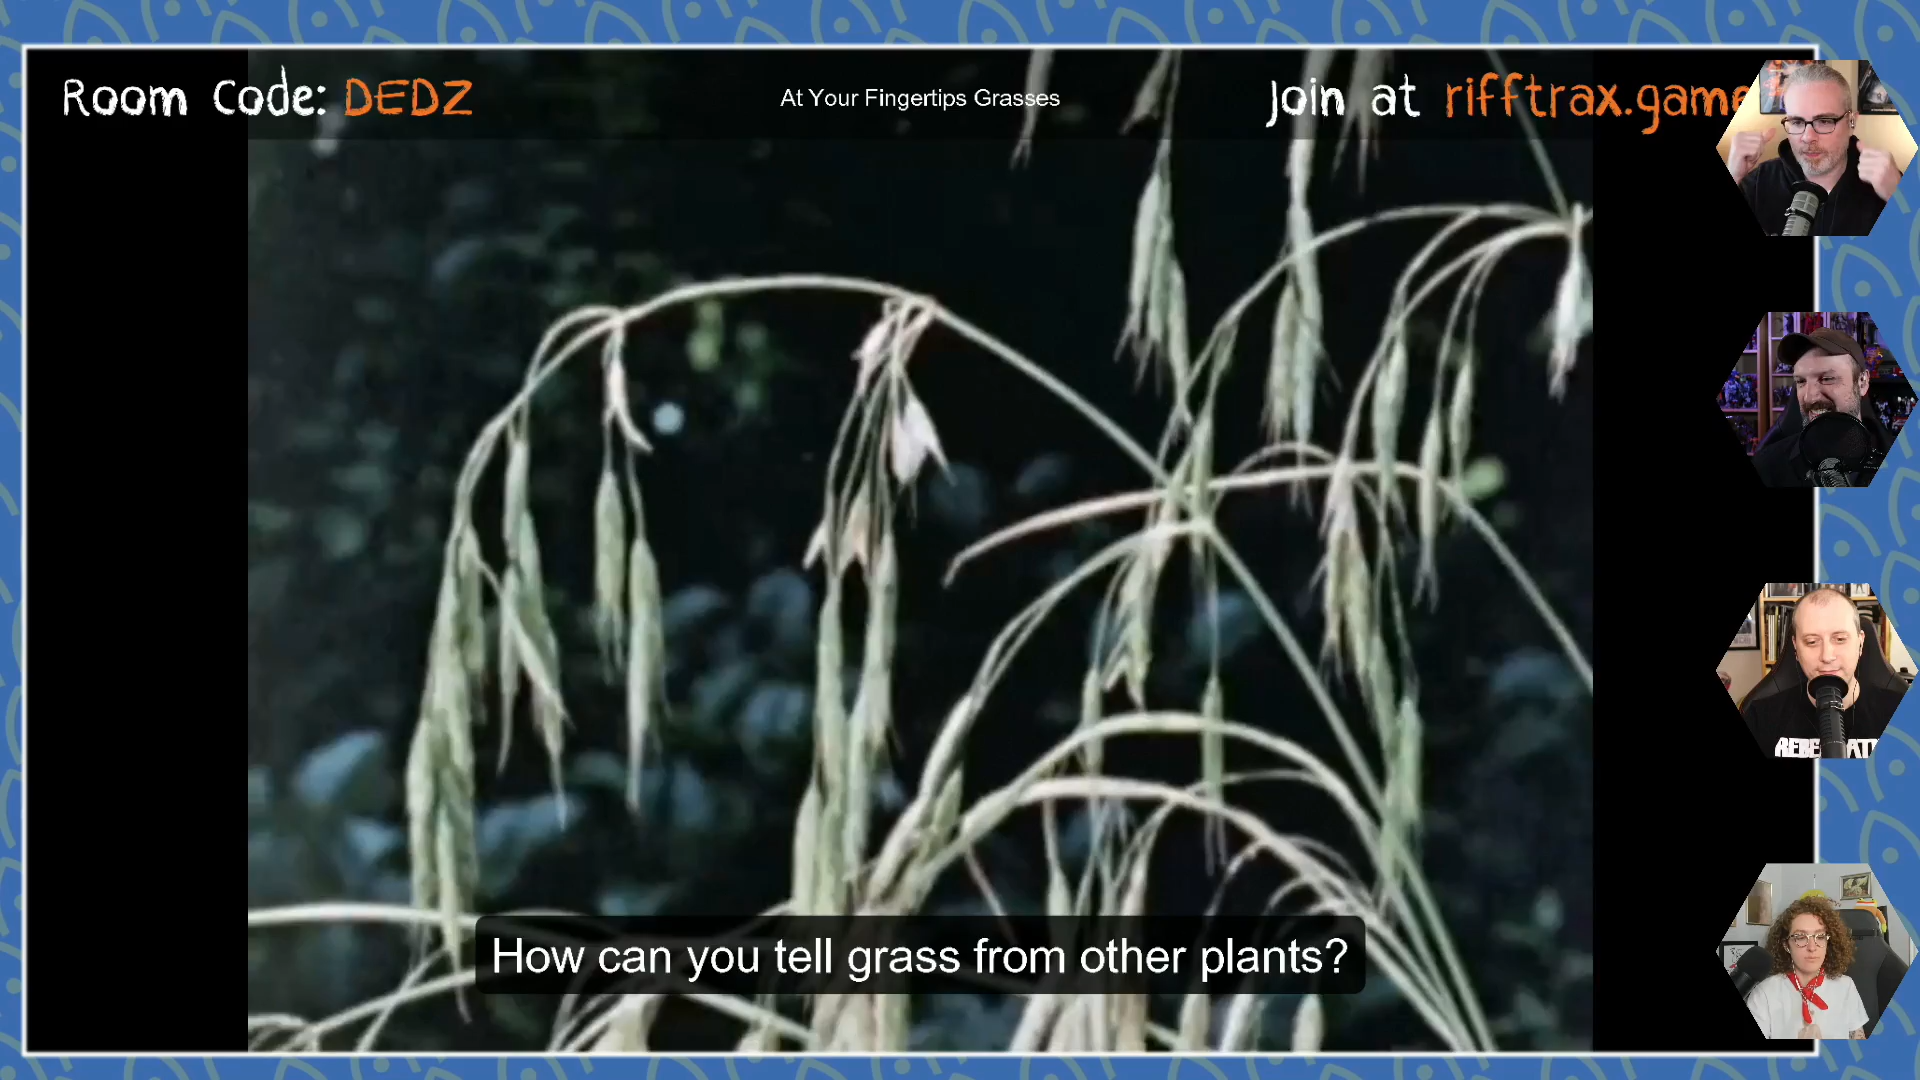 Room Code: DEDZ
At Your Fingertips Grasses
Join at rifftrax.game
How can you tell grass from other plants?